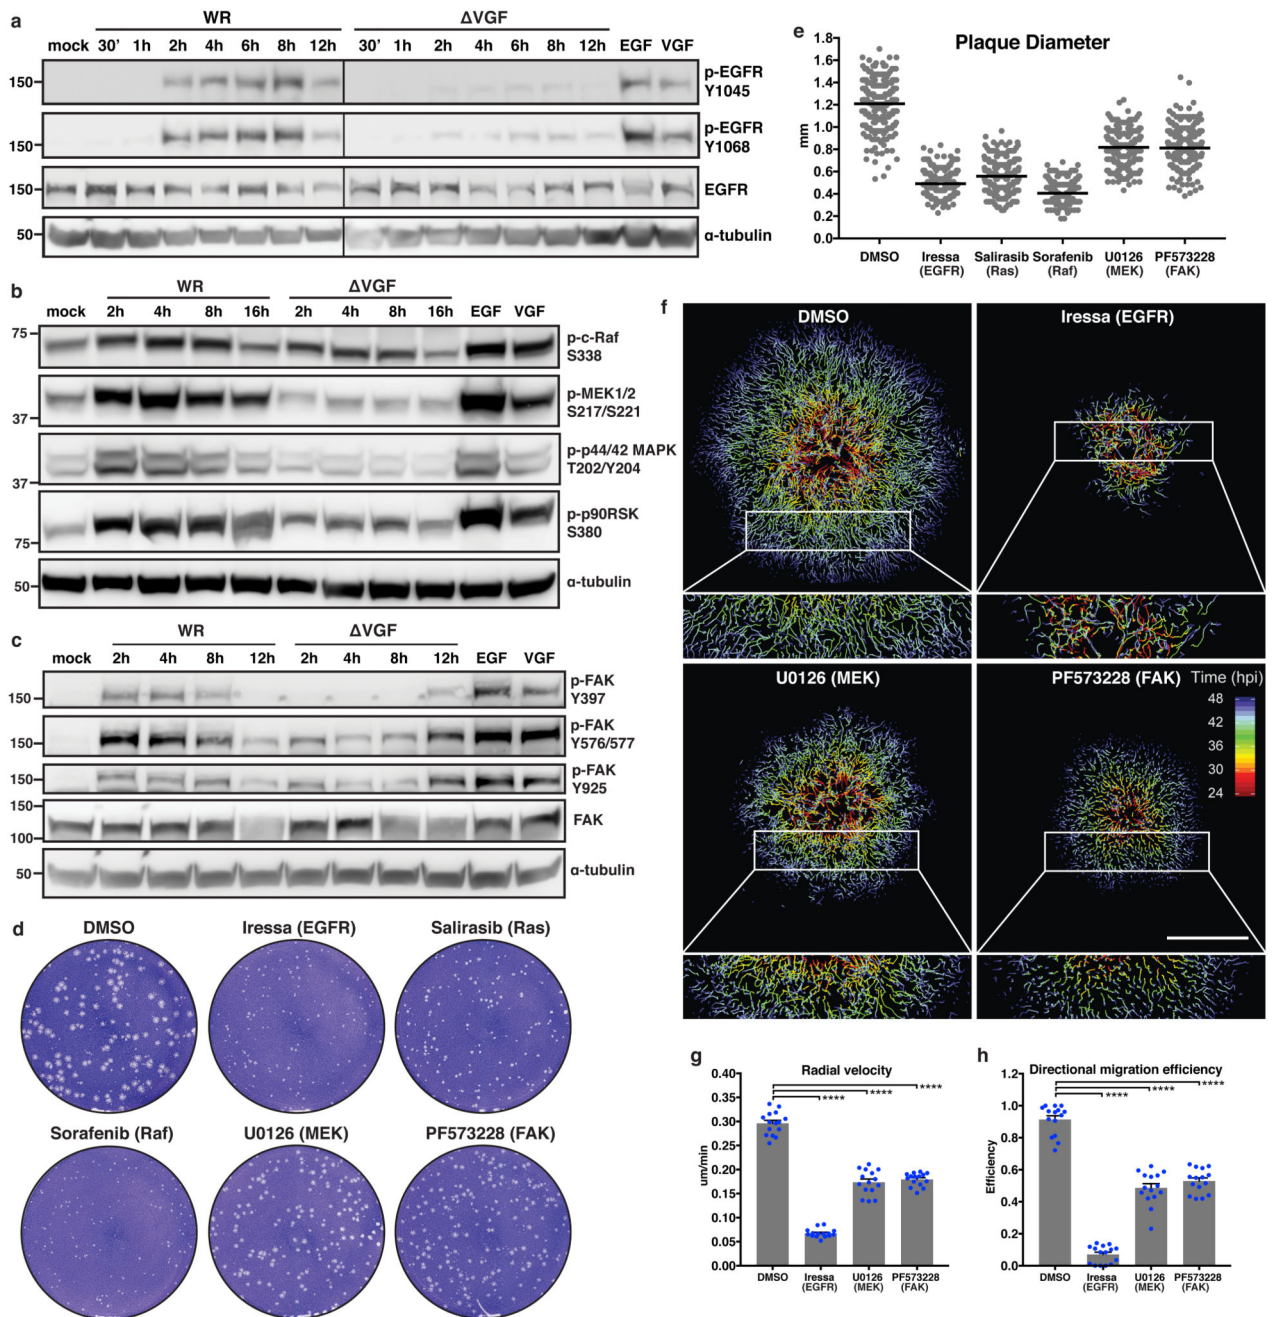 a
WR
ΔVGF
mock 30’ 1h 2h 4h 6h 8h 12h 30’ 1h 2h 4h 6h 8h 12h EGF VGF
150
p-EGFR
Y1045
150
p-EGFR
Y1068
150
EGFR
50
α-tubulin
b
WR
ΔVGF
mock 2h 4h 8h 16h 2h 4h 8h 16h EGF VGF
75
p-c-Raf
S338
37
p-MEK1/2
S217/S221
37
p-p44/42 MAPK
T202/Y204
75
p-p90RSK
S380
50
α-tubulin
c
WR
ΔVGF
mock 2h 4h 8h 12h 2h 4h 8h 12h EGF VGF
150
p-FAK
Y397
150
p-FAK
Y576/577
150
p-FAK
Y925
150
100
FAK
50
α-tubulin
d
DMSO
Iressa (EGFR)
Salirasib (Ras)
Sorafenib (Raf)
U0126 (MEK)
PF573228 (FAK)
e
Plaque Diameter
mm
1.8
1.6
1.4
1.2
1.0
0.8
0.6
0.4
0.2
0.0
DMSO
Iressa
(EGFR)
Salirasib
(Ras)
Sorafenib
(Raf)
U0126
(MEK)
PF573228
(FAK)
f
DMSO
Iressa (EGFR)
U0126 (MEK)
PF573228 (FAK)
Time (hpi)
48
42
36
30
24
g
Radial velocity
um/min
0.40
0.35
0.30
0.25
0.20
0.15
0.10
0.05
0.00
****
****
****
DMSO
Iressa
(EGFR)
U0126
(MEK)
PF573228
(FAK)
h
Directional migration efficiency
Efficiency
1.2
1.0
0.8
0.6
0.4
0.2
0.0
****
****
****
DMSO
Iressa
(EGFR)
U0126
(MEK)
PF573228
(FAK)